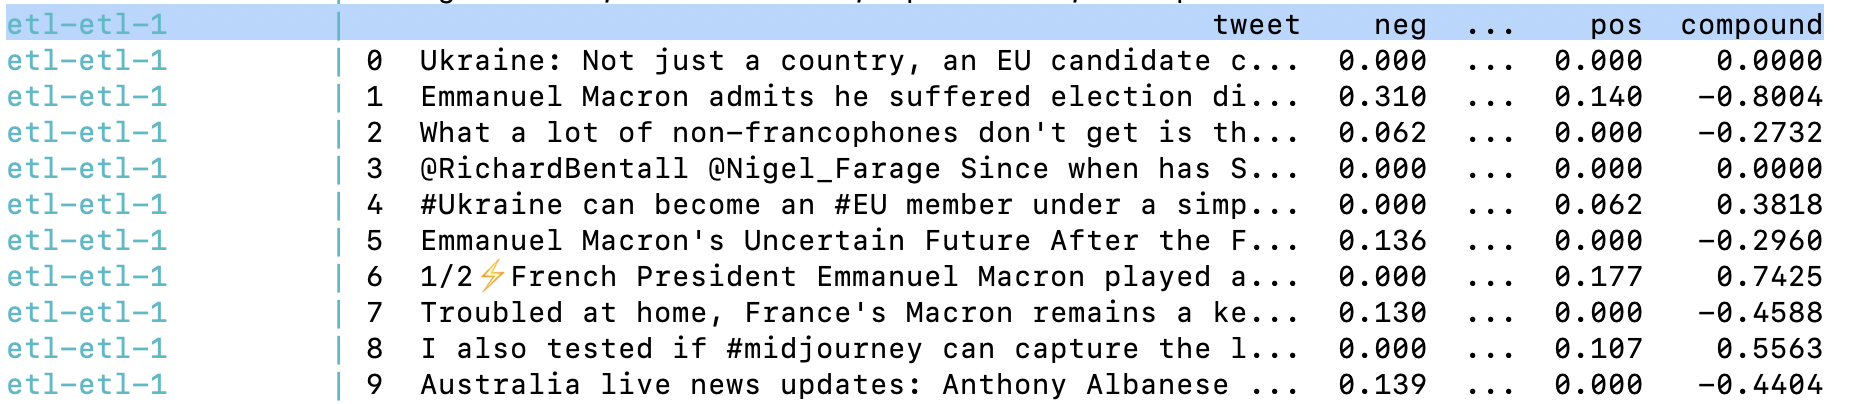 etl-etl-1 | tweet neg ... pos compound
etl-etl-1 | 0 Ukraine: Not just a country, an EU candidate c... 0.000 ... 0.000 0.0000
etl-etl-1 | 1 Emmanuel Macron admits he suffered election di... 0.310 ... 0.140 -0.8004
etl-etl-1 | 2 What a lot of non-francophones don't get is th... 0.062 ... 0.000 -0.2732
etl-etl-1 | 3 @RichardBentall @Nigel_Farage Since when has S... 0.000 ... 0.000 0.0000
etl-etl-1 | 4 #Ukraine can become an #EU member under a simp... 0.000 ... 0.062 0.3818
etl-etl-1 | 5 Emmanuel Macron's Uncertain Future After the F... 0.136 ... 0.000 -0.2960
etl-etl-1 | 6 1/2⚡French President Emmanuel Macron played a... 0.000 ... 0.177 0.7425
etl-etl-1 | 7 Troubled at home, France's Macron remains a ke... 0.130 ... 0.000 -0.4588
etl-etl-1 | 8 I also tested if #midjourney can capture the l... 0.000 ... 0.107 0.5563
etl-etl-1 | 9 Australia live news updates: Anthony Albanese ... 0.139 ... 0.000 -0.4404